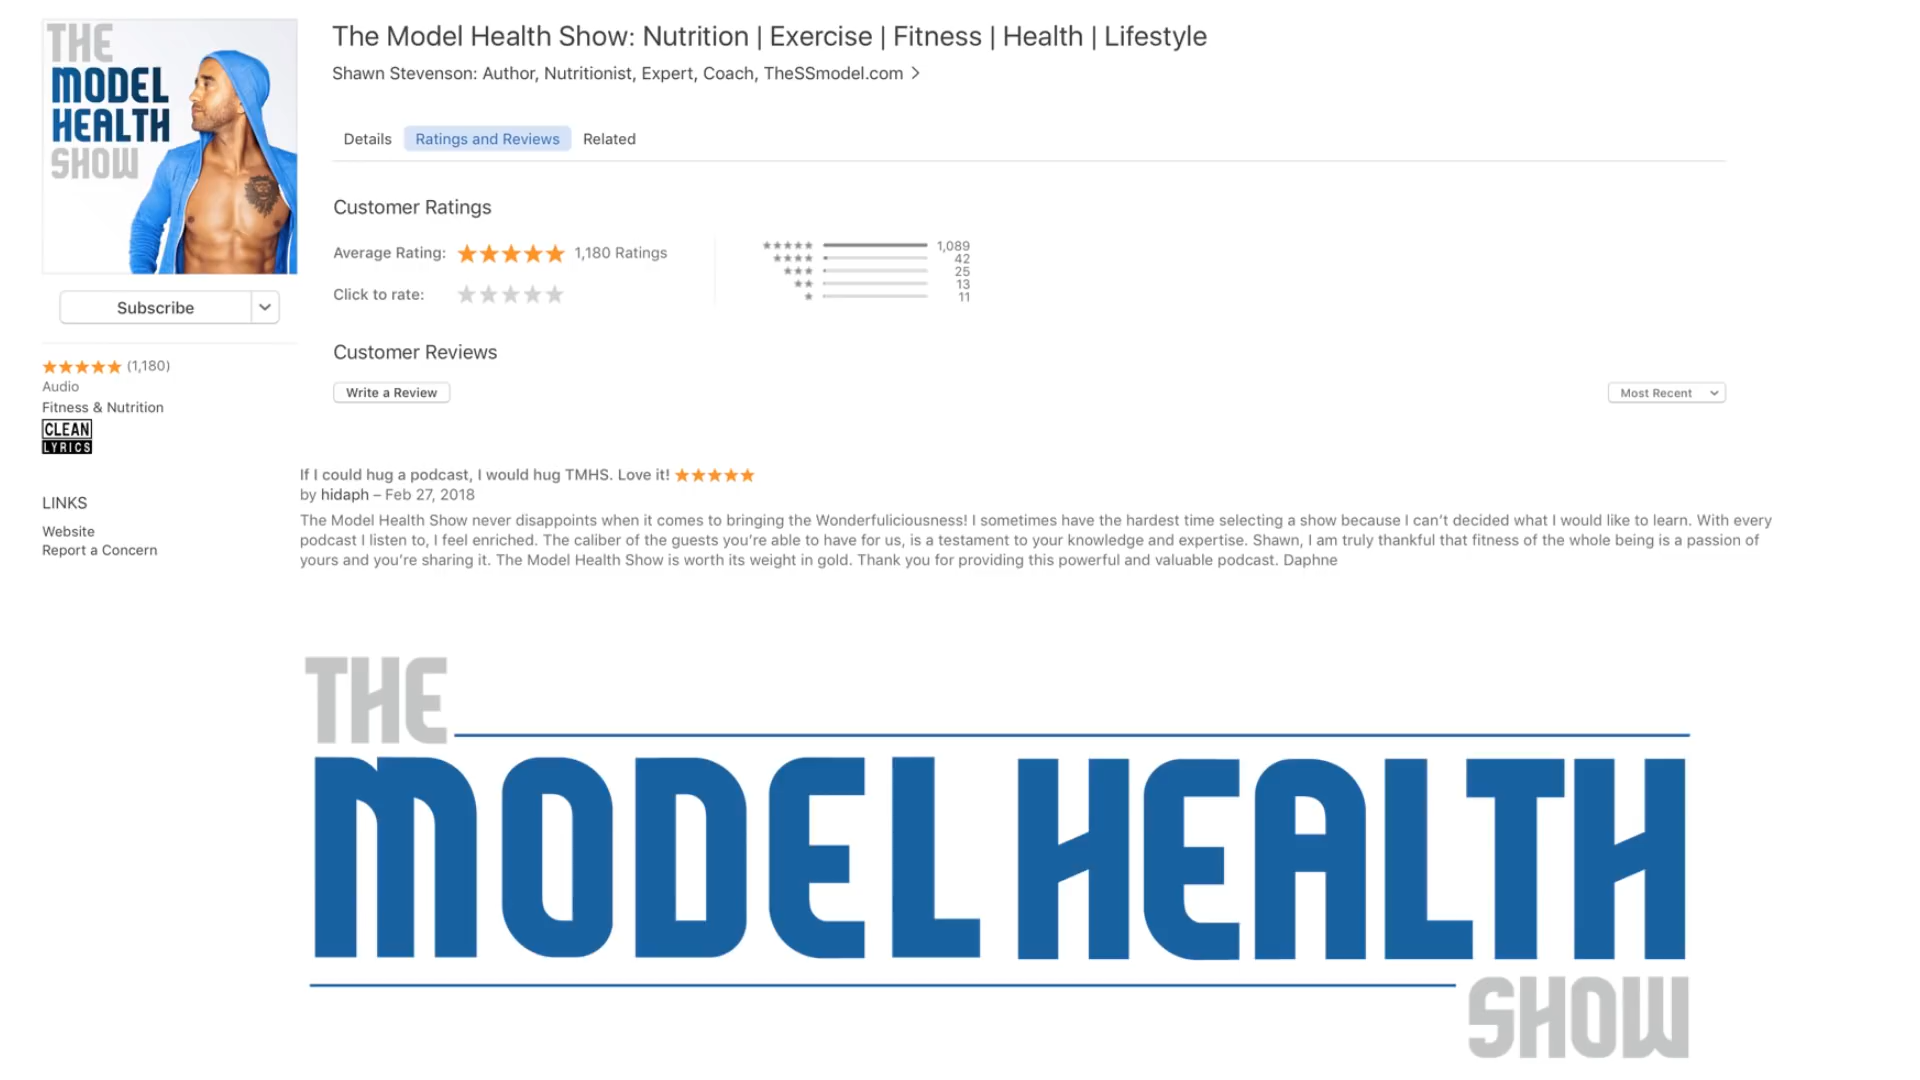 THE
MODEL
HEALTH
SHOW
The Model Health Show: Nutrition | Exercise | Fitness | Health | Lifestyle
Shawn Stevenson: Author, Nutritionist, Expert, Coach, TheSSmodel.com >
Details Ratings and Reviews Related
Customer Ratings
Average Rating: ★★★★★ 1,180 Ratings
Click to rate: ★★★★★
★★★★★ 1,089
★★★★ 42
★★★ 25
★★ 13
★ 11
Subscribe
★★★★★ (1,180)
Audio
Fitness & Nutrition
CLEAN
LYRICS
LINKS
Website
Report a Concern
Customer Reviews
Write a Review Most Recent
If I could hug a podcast, I would hug TMHS. Love it! ★★★★★
by hidaph – Feb 27, 2018
The Model Health Show never disappoints when it comes to bringing the Wonderfuliciousness! I sometimes have the hardest time selecting a show because I can't decided what I would like to learn. With every
podcast I listen to, I feel enriched. The caliber of the guests you're able to have for us, is a testament to your knowledge and expertise. Shawn, I am truly thankful that fitness of the whole being is a passion of
yours and you're sharing it. The Model Health Show is worth its weight in gold. Thank you for providing this powerful and valuable podcast. Daphne
THE
MODEL HEALTH
SHOW